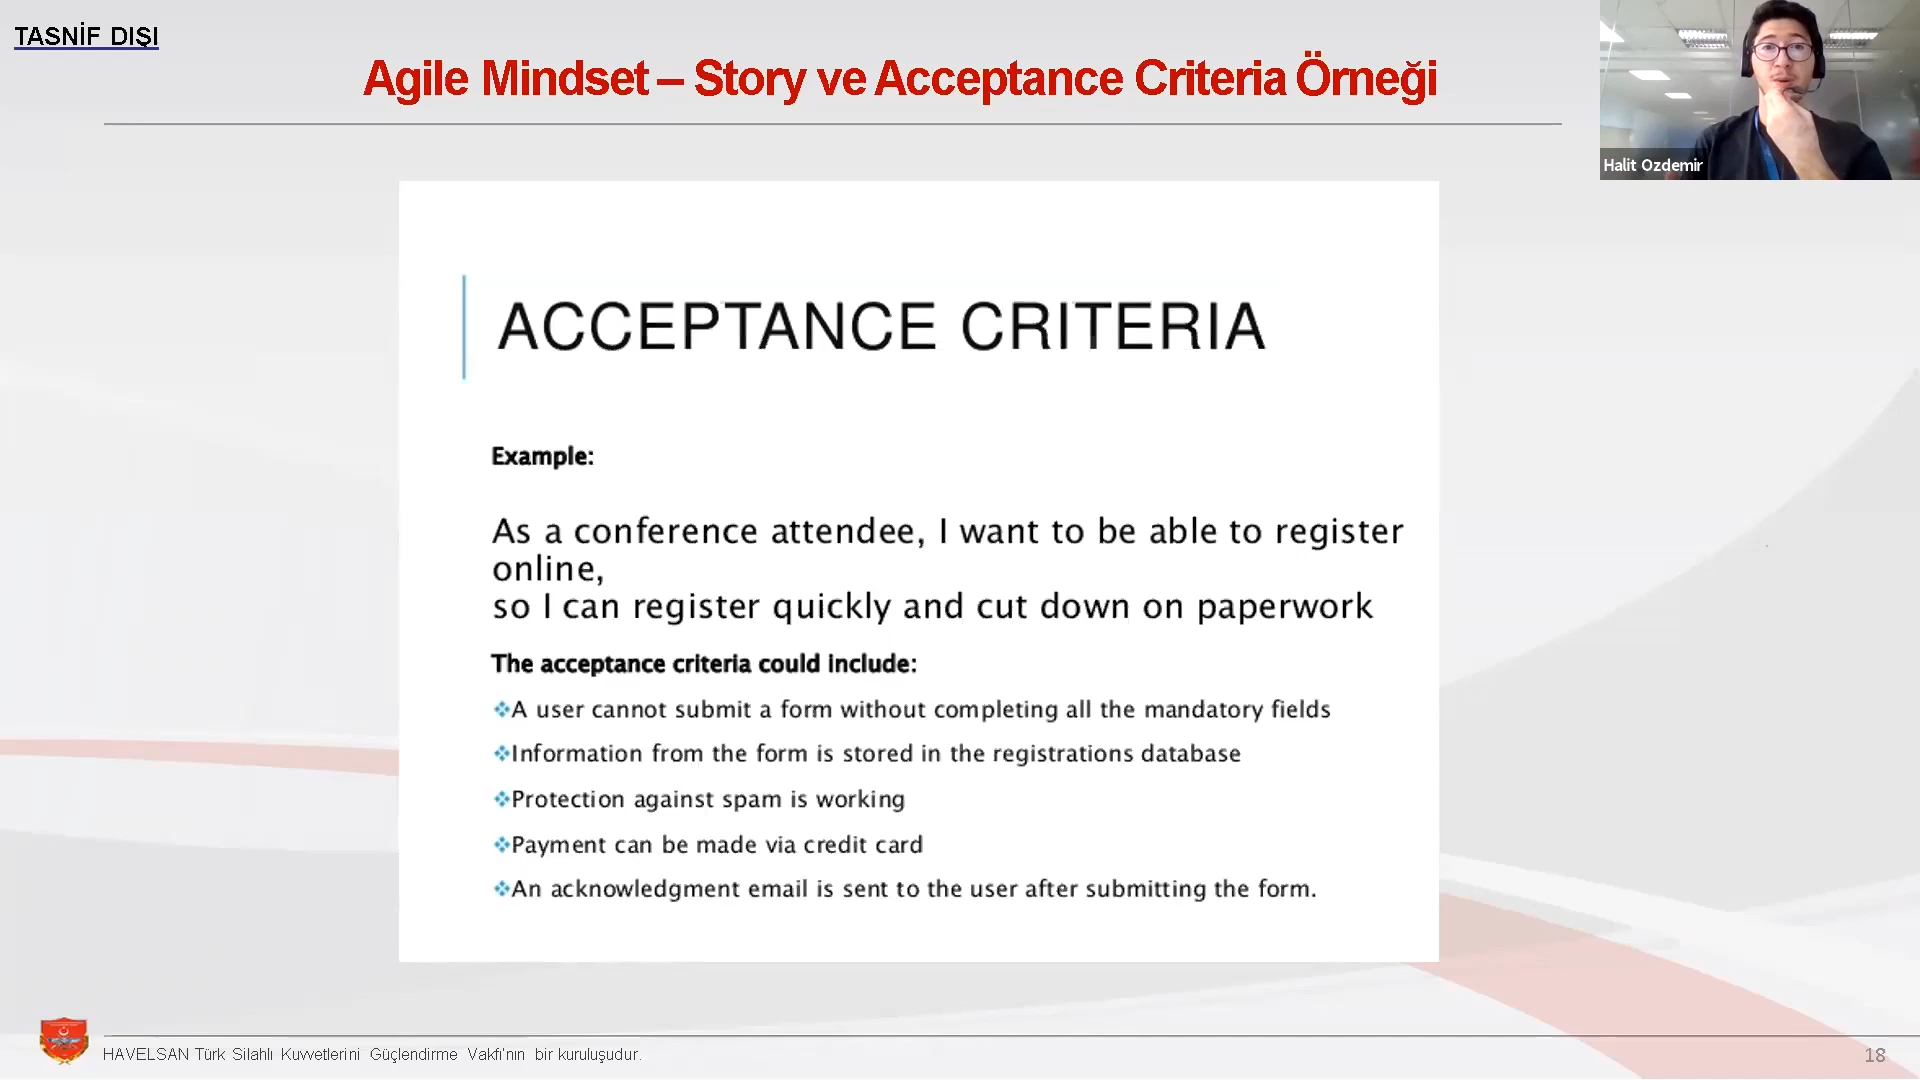 TASNİF DIŞI
Agile Mindset – Story ve Acceptance Criteria Örneği
Halit Ozdemir
ACCEPTANCE CRITERIA
Example:
As a conference attendee, I want to be able to register
online,
so I can register quickly and cut down on paperwork
The acceptance criteria could include:
❖A user cannot submit a form without completing all the mandatory fields
❖Information from the form is stored in the registrations database
❖Protection against spam is working
❖Payment can be made via credit card
❖An acknowledgment email is sent to the user after submitting the form.
HAVELSAN Türk Silahlı Kuvvetlerini Güçlendirme Vakfı'nın bir kuruluşudur.
18